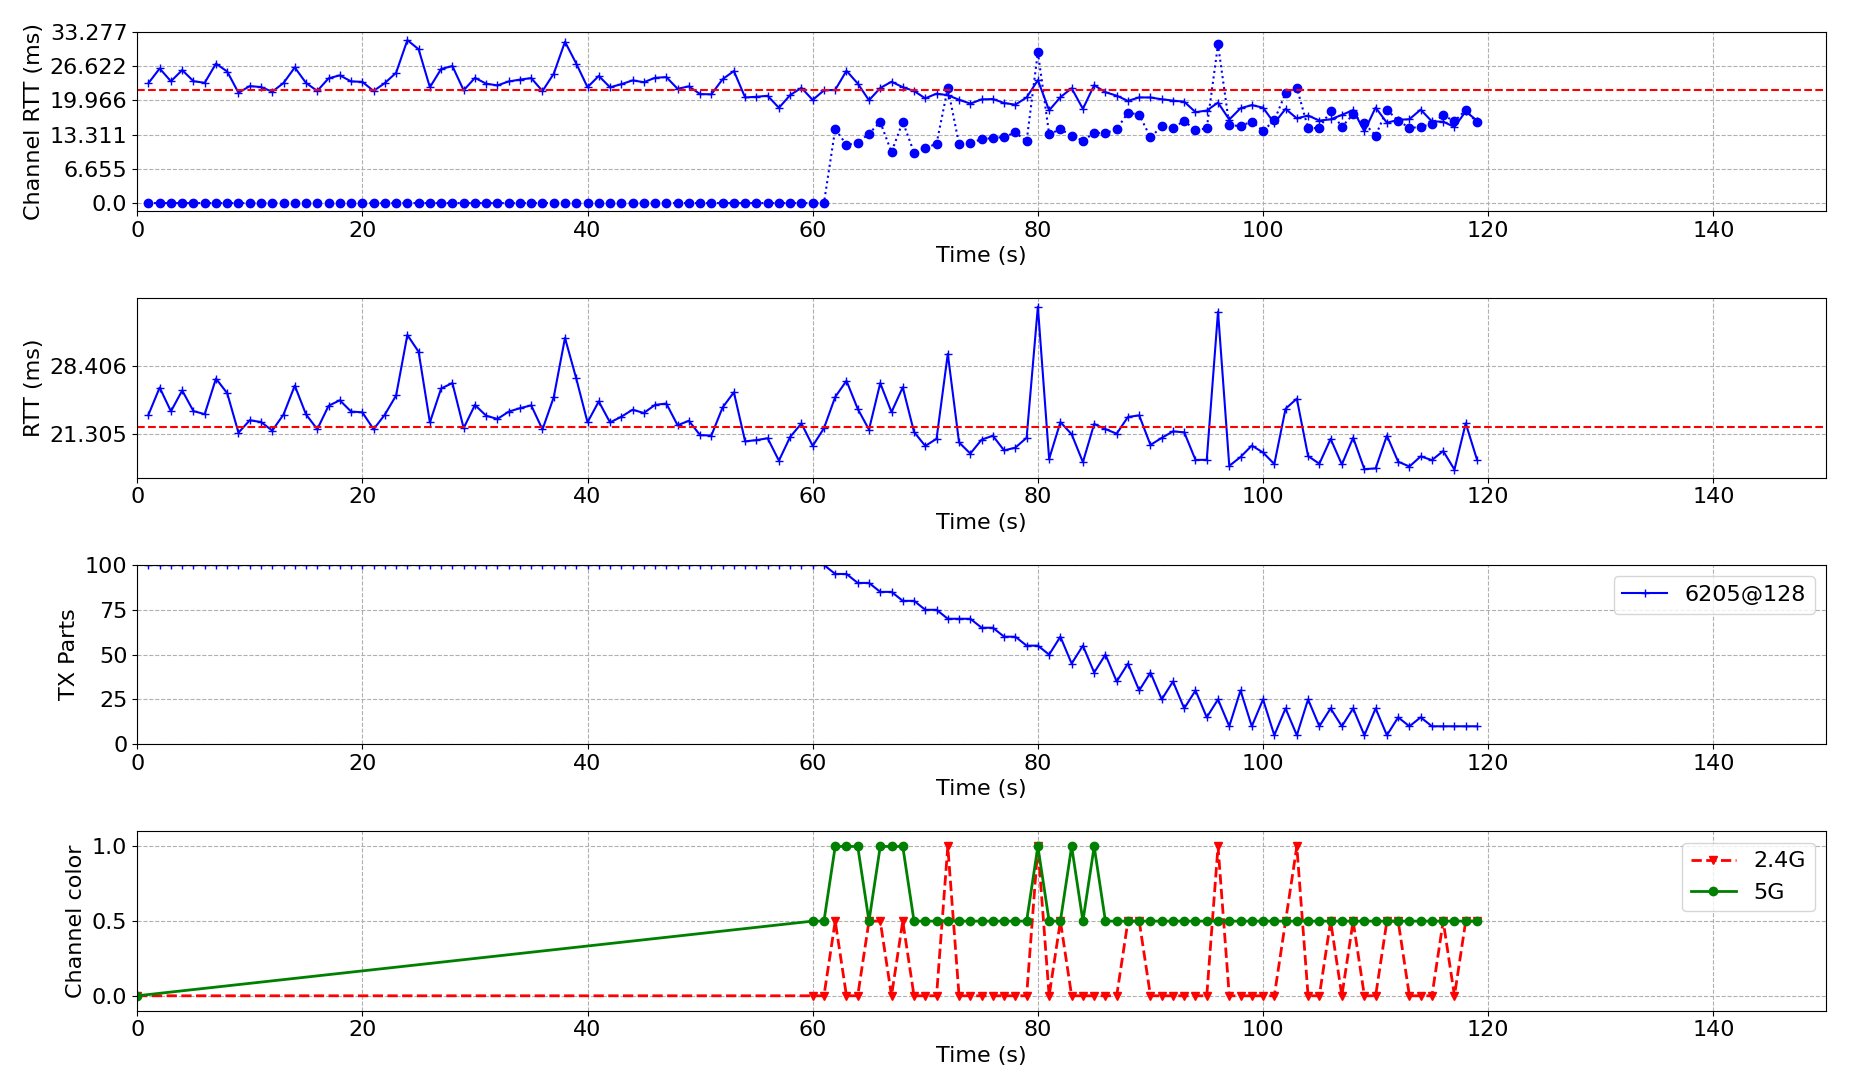 Channel RTT (ms)
33.277
26.622
19.966
13.311
6.655
0.0
0 20 40 60 80 100 120 140
Time (s)
RTT (ms)
28.406
21.305
0 20 40 60 80 100 120 140
Time (s)
TX Parts
100
75
50
25
0
6205@128
0 20 40 60 80 100 120 140
Time (s)
Channel color
1.0
0.5
0.0
2.4G
5G
0 20 40 60 80 100 120 140
Time (s)